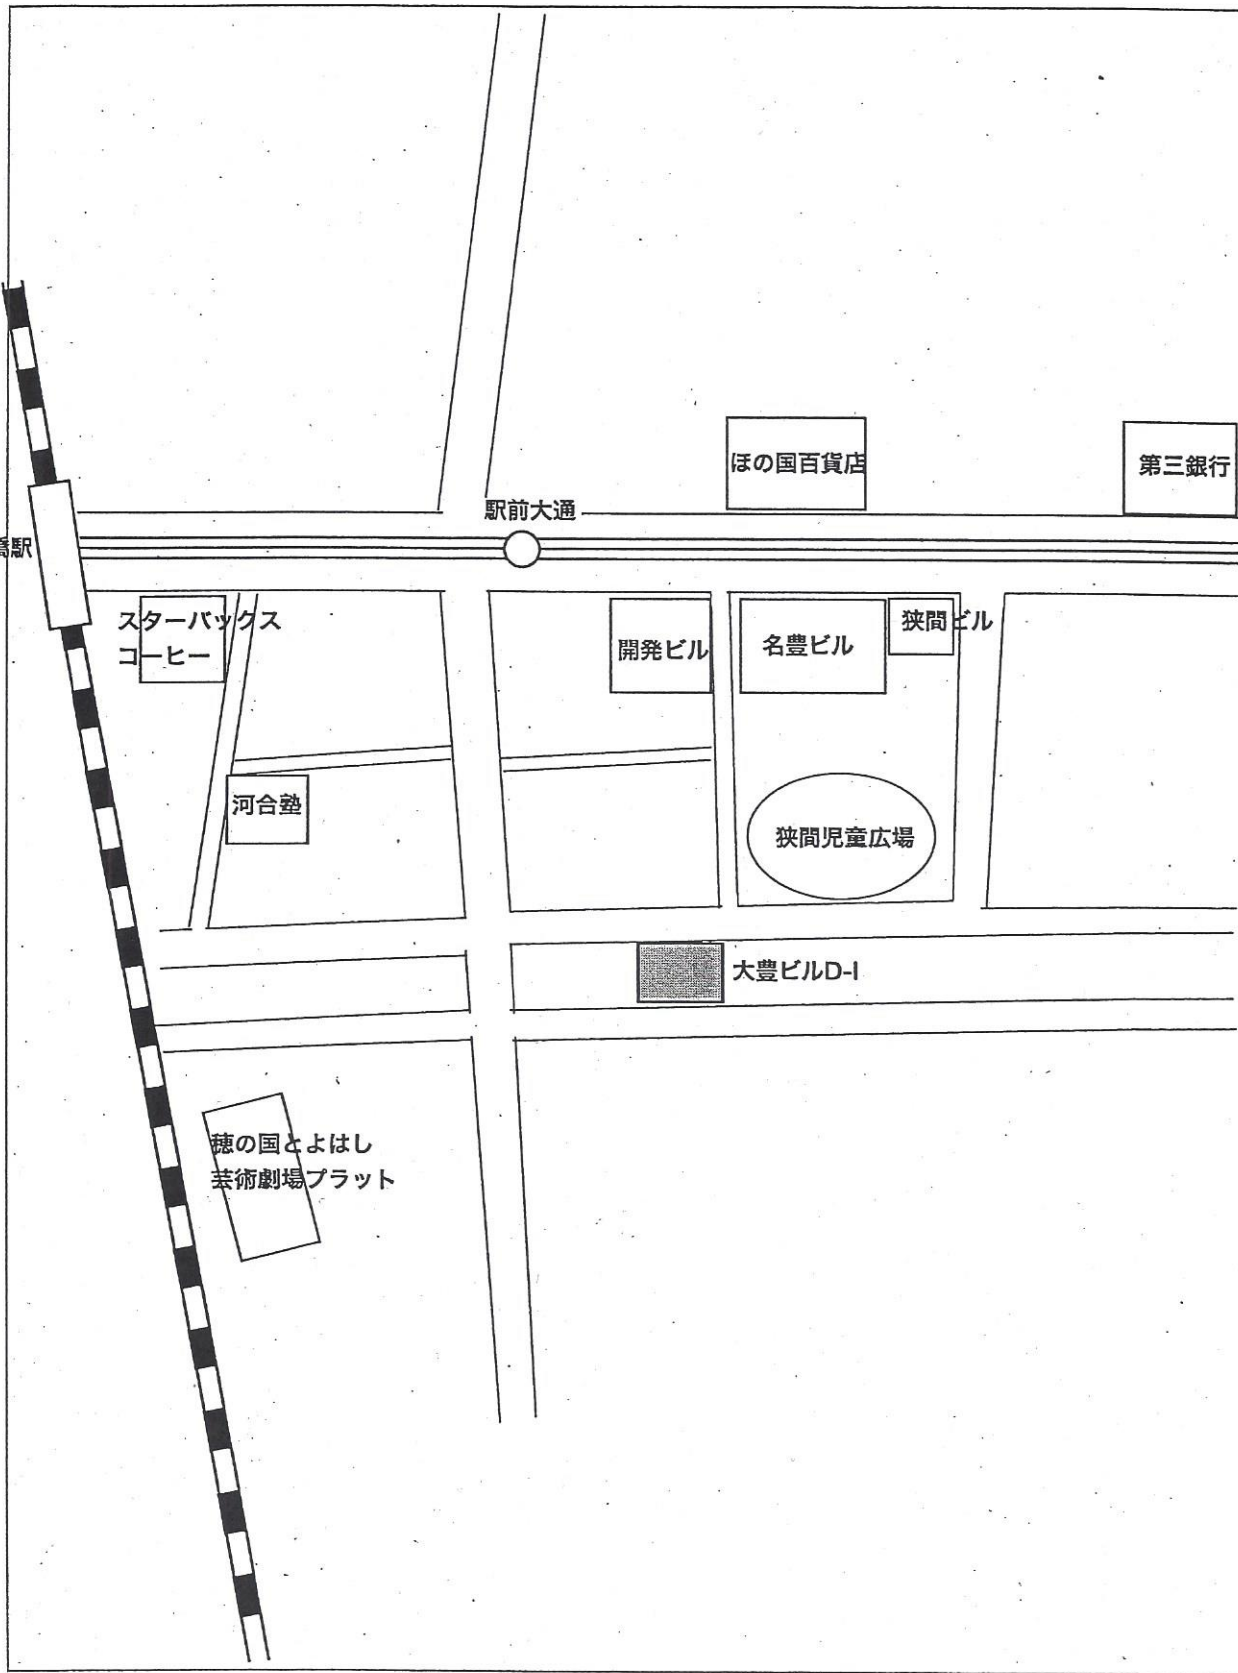 ほの国百貨店
第三銀行
駅前大通
橋駅
スターバックス
コーヒー
開発ビル
名豊ビル
狭間ビル
河合塾
狭間児童広場
大豊ビルD-I
穂の国とよはし
芸術劇場プラット